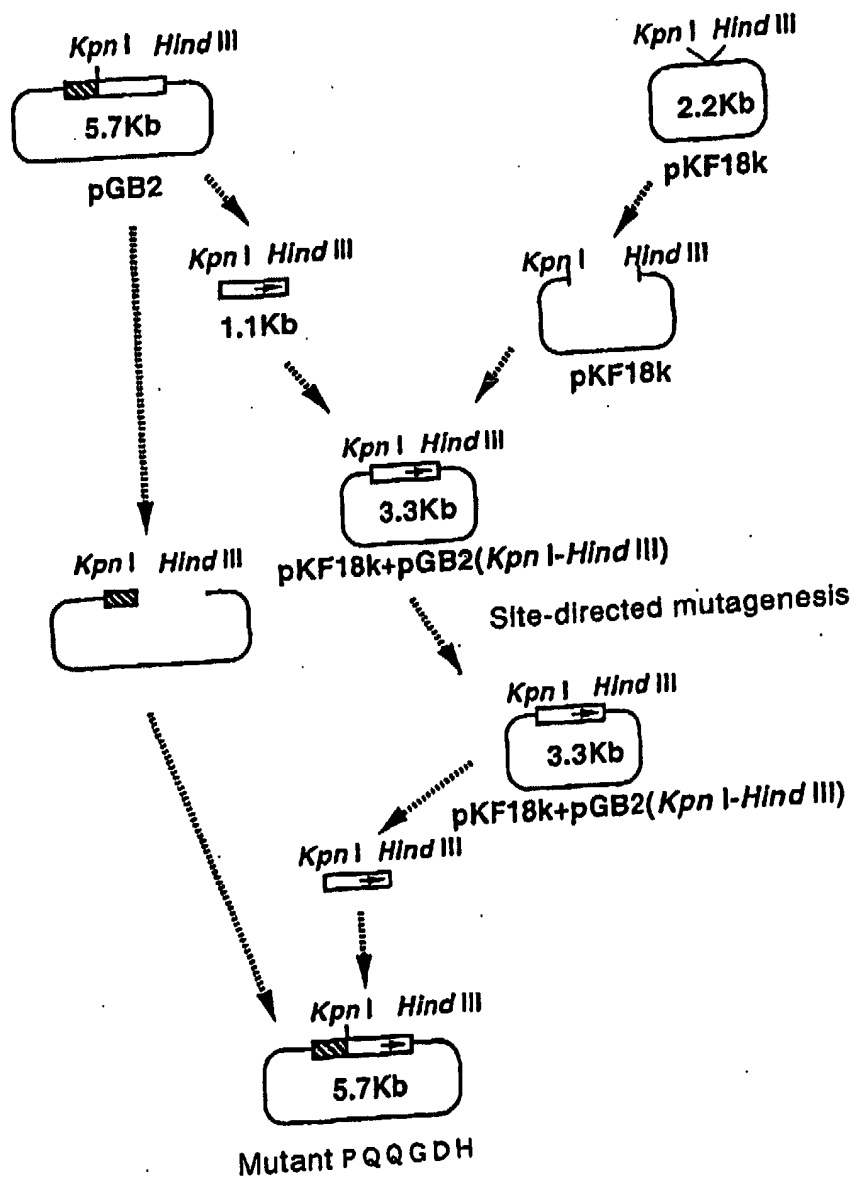 Kpn I Hind III
5.7Kb
pGB2
Kpn I Hind III
2.2Kb
pKF18k
Kpn I Hind III
1.1Kb
Kpn I Hind III
pKF18k
Kpn I Hind III
3.3Kb
pKF18k+pGB2(Kpn I-Hind III)
Kpn I Hind III
Site-directed mutagenesis
Kpn I Hind III
3.3Kb
pKF18k+pGB2(Kpn I-Hind III)
Kpn I Hind III
Kpn I Hind III
5.7Kb
Mutant PQQGDH